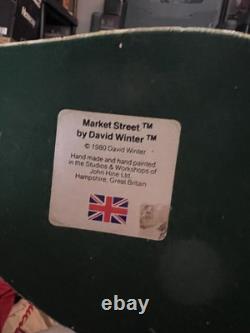 Market Street ™
by David Winter ™
© 1980 David Winter
Hand made and hand painted
in the Studios & Workshops of
John Hine Ltd.
Hampshire, Great Britain